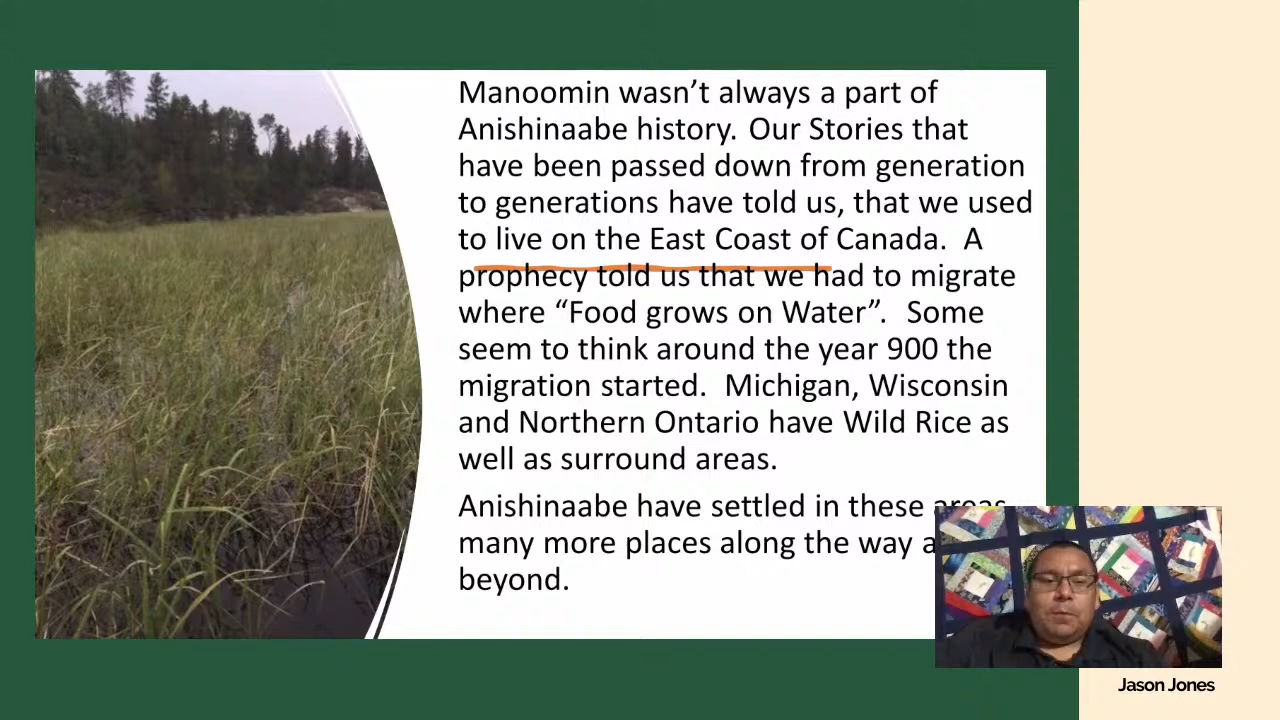 Manoomin wasn’t always a part of
Anishinaabe history. Our Stories that
have been passed down from generation
to generations have told us, that we used
to live on the East Coast of Canada. A
prophecy told us that we had to migrate
where “Food grows on Water”. Some
seem to think around the year 900 the
migration started. Michigan, Wisconsin
and Northern Ontario have Wild Rice as
well as surround areas.
Anishinaabe have settled in these areas
many more places along the way
beyond.
Jason Jones